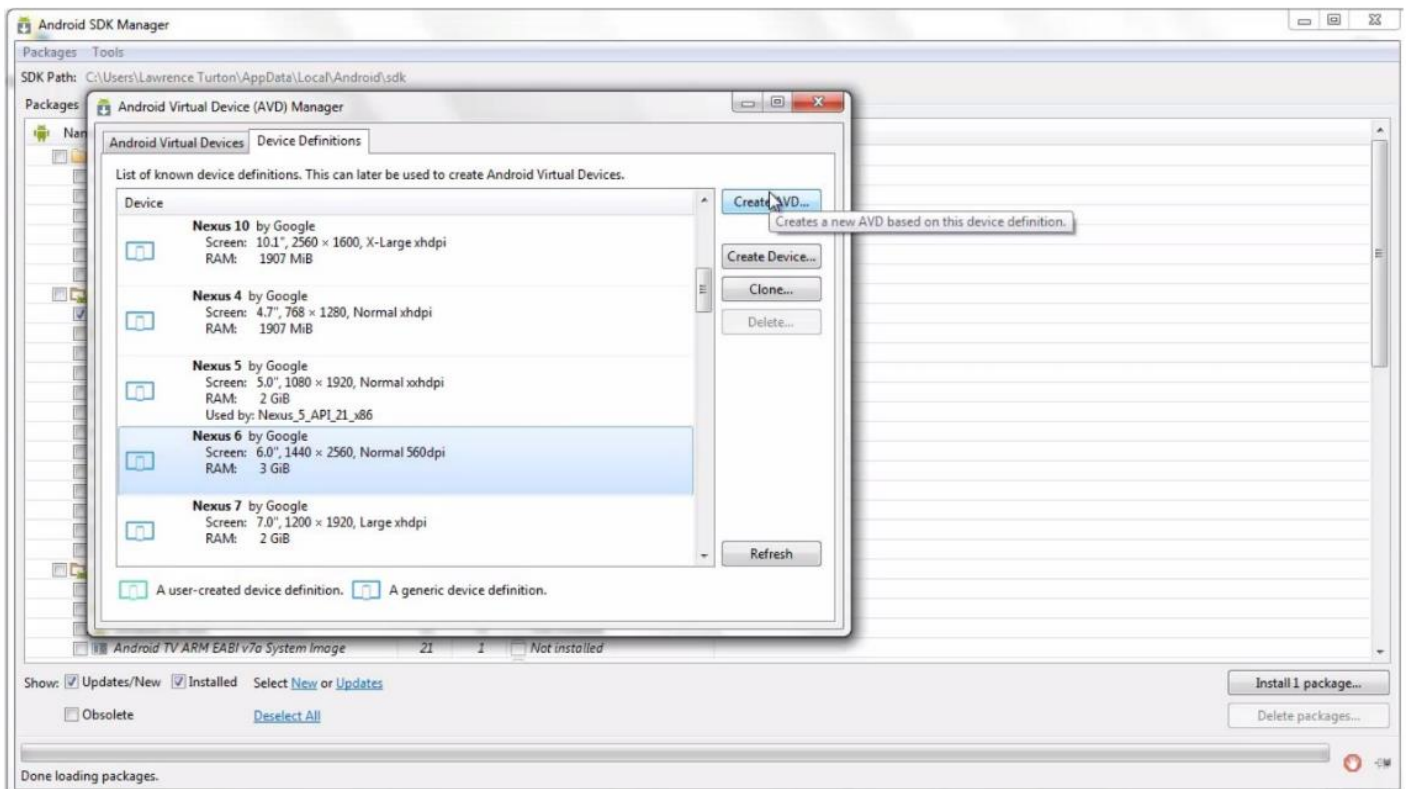 Android SDK Manager
Packages Tools
SDK Path: C:\Users\Lawrence Turton\AppData\Local\Android\sdk
Packages
Android Virtual Device (AVD) Manager
Android Virtual Devices Device Definitions
List of known device definitions. This can later be used to create Android Virtual Devices.
Device
Nexus 10 by Google
Screen: 10.1", 2560 × 1600, X-Large xhdpi
RAM: 1907 MiB
Nexus 4 by Google
Screen: 4.7", 768 × 1280, Normal xhdpi
RAM: 1907 MiB
Nexus 5 by Google
Screen: 5.0", 1080 × 1920, Normal xxhdpi
RAM: 2 GiB
Used by: Nexus_5_API_21_x86
Nexus 6 by Google
Screen: 6.0", 1440 × 2560, Normal 560dpi
RAM: 3 GiB
Nexus 7 by Google
Screen: 7.0", 1200 × 1920, Large xhdpi
RAM: 2 GiB
Create AVD...
Creates a new AVD based on this device definition.
Create Device...
Clone...
Delete...
Refresh
A user-created device definition. A generic device definition.
Android TV ARM EABI v7a System Image 21 1 Not installed
Show: Updates/New Installed Select New or Updates
Obsolete Deselect All
Install 1 package...
Delete packages...
Done loading packages.